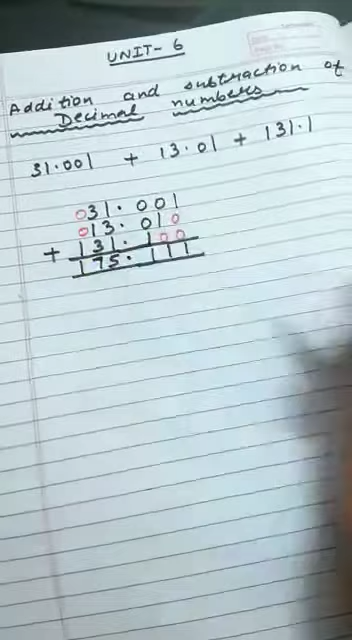 UNIT-6
Addition and subtraction of
Decimal numbers
31.001 + 13.01 + 131.1
031.001
013.010
+ 131.100
175.111